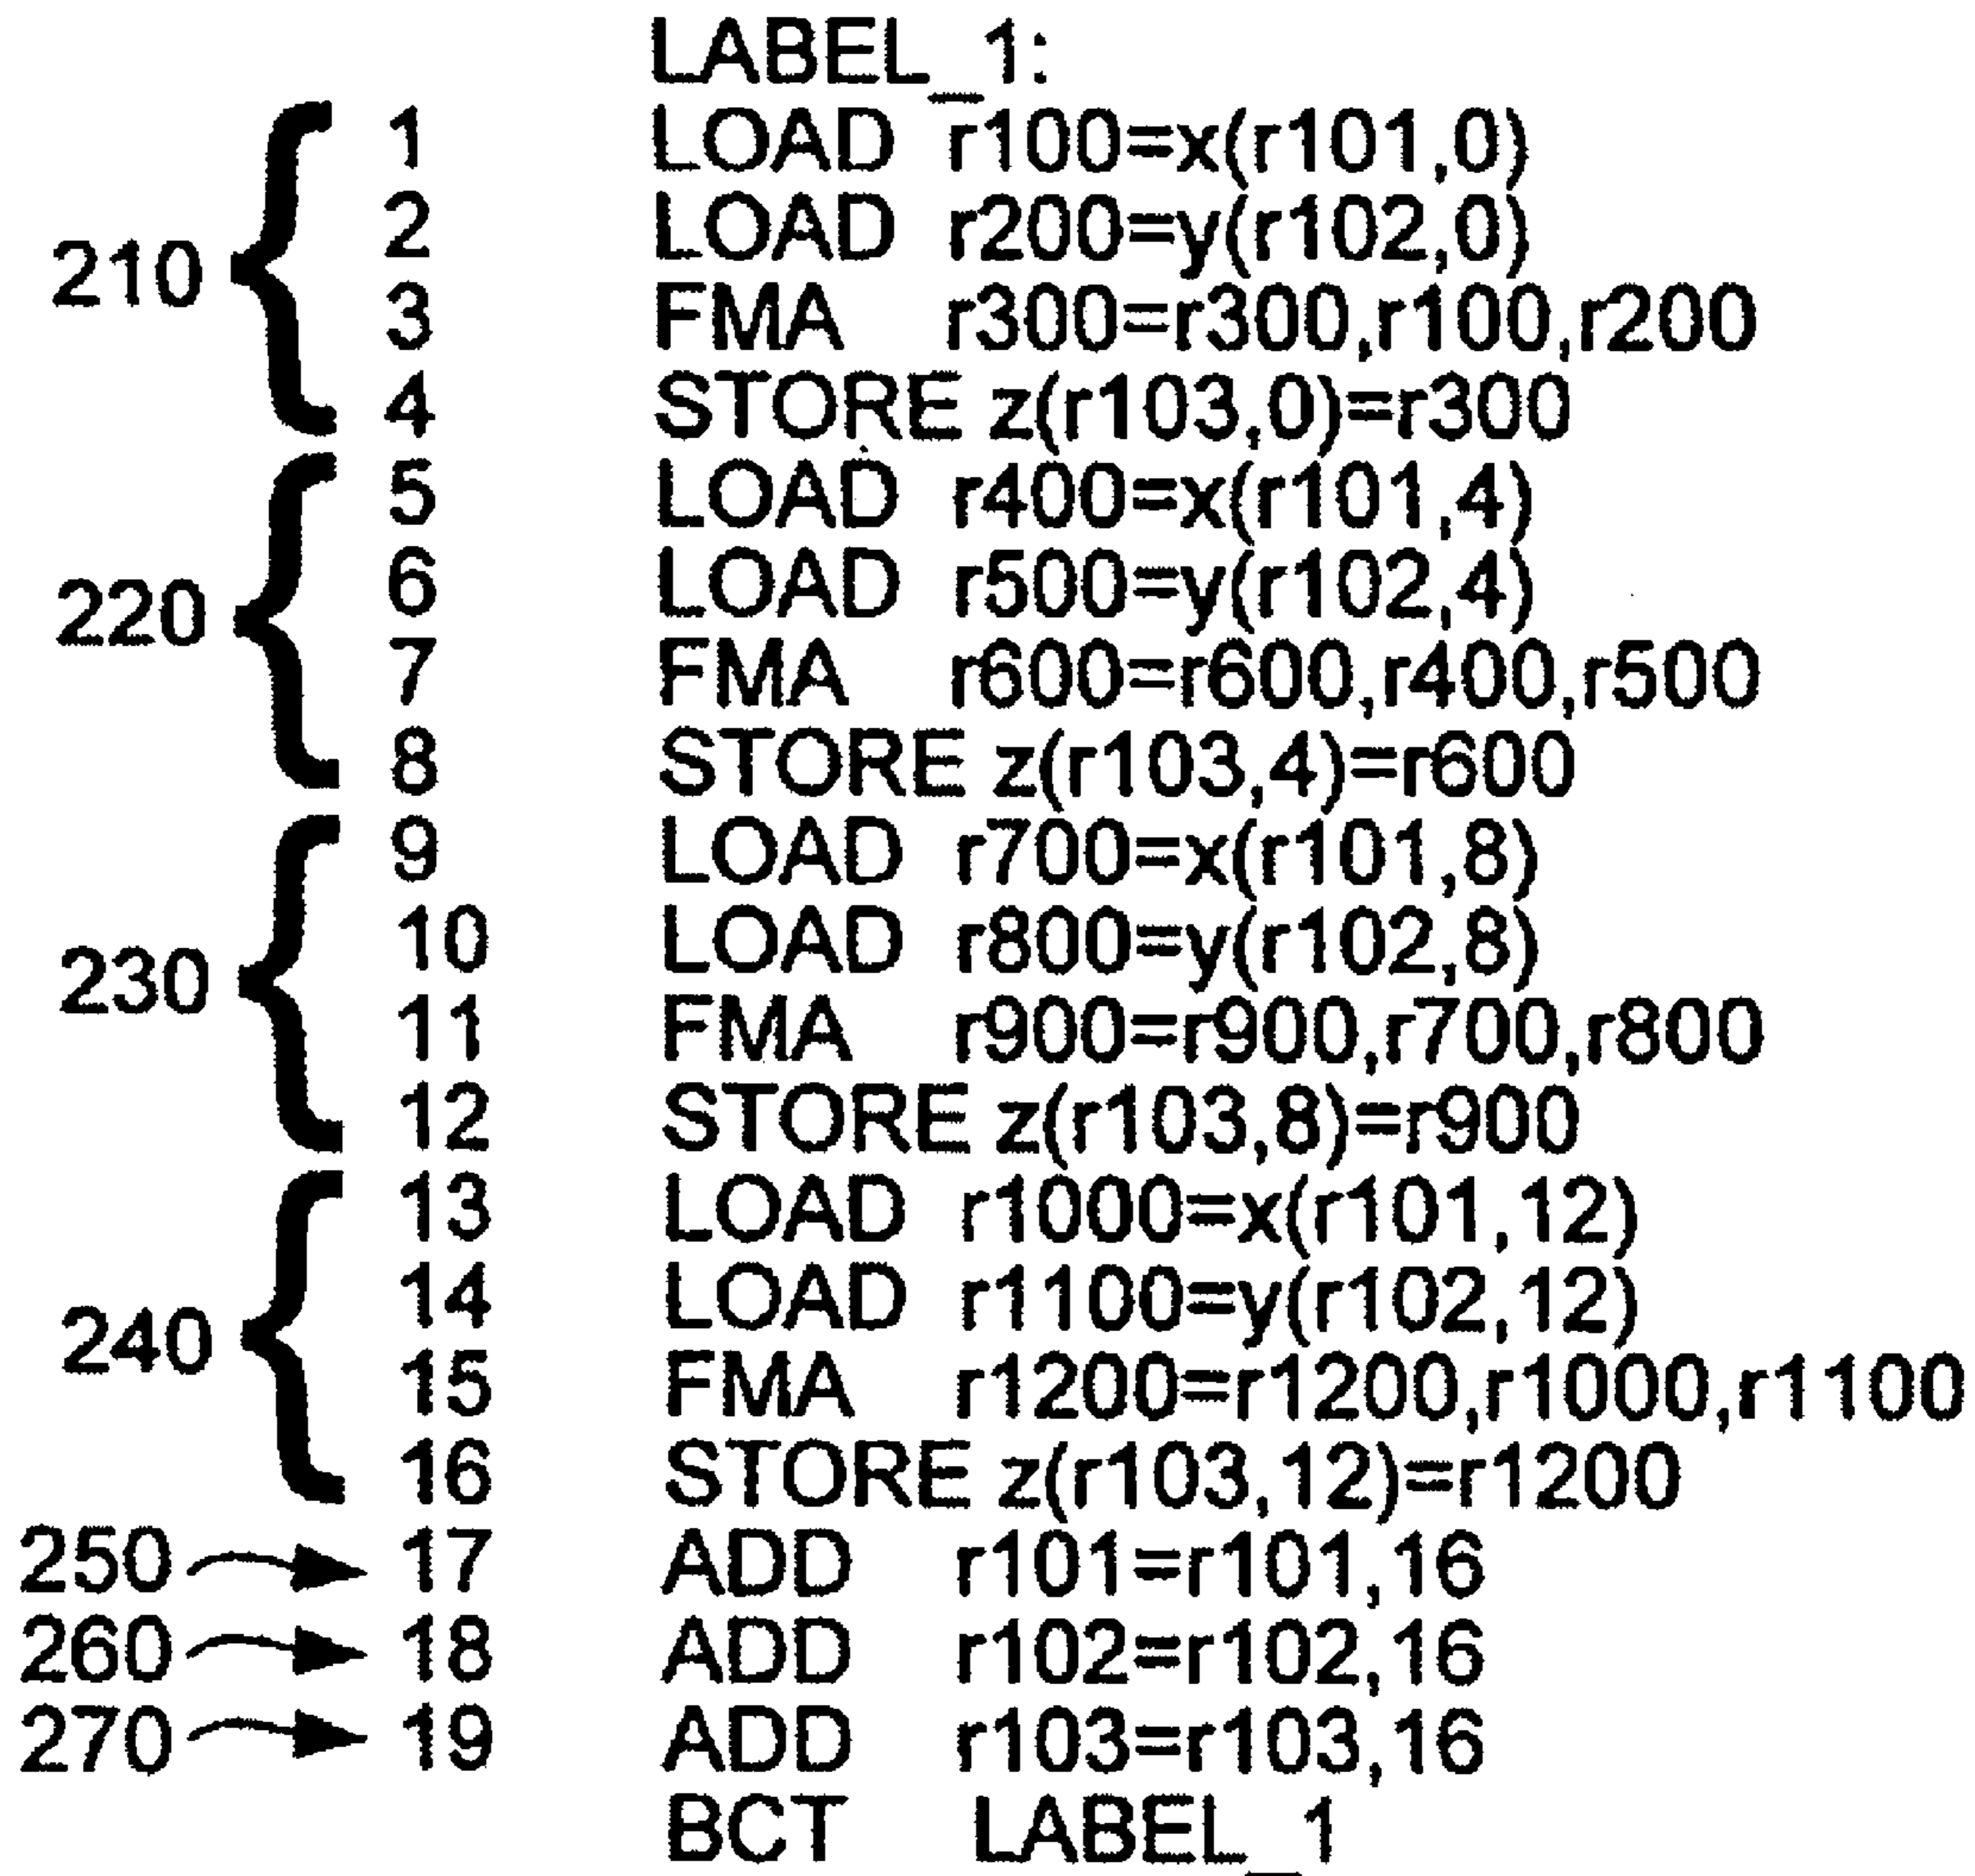 LABEL_1:
1 LOAD r100=x(r101,0)
2 LOAD r200=y(r102,0)
210 3 FMA r300=r300,r100,r200
4 STORE z(r103,0)=r300
5 LOAD r400=x(r101,4)
6 LOAD r500=y(r102,4)
220 7 FMA r600=r600,r400,r500
8 STORE z(r103,4)=r600
9 LOAD r700=x(r101,8)
10 LOAD r800=y(r102,8)
230 11 FMA r900=r900,r700,r800
12 STORE z(r103,8)=r900
13 LOAD r1000=x(r101,12)
14 LOAD r1100=y(r102,12)
240 15 FMA r1200=r1200,r1000,r1100
16 STORE z(r103,12)=r1200
250 17 ADD r101=r101,16
260 18 ADD r102=r102,16
270 19 ADD r103=r103,16
BCT LABEL_1